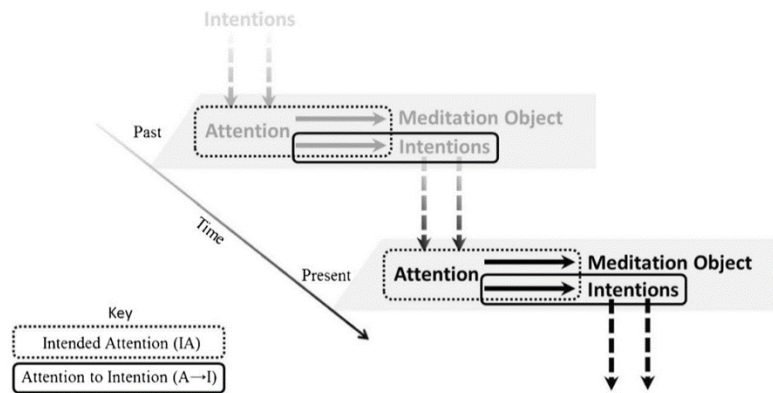 Intentions
Past
Attention
Meditation Object
Intentions
Time
Present
Attention
Meditation Object
Intentions
Key
Intended Attention (IA)
Attention to Intention (A→I)